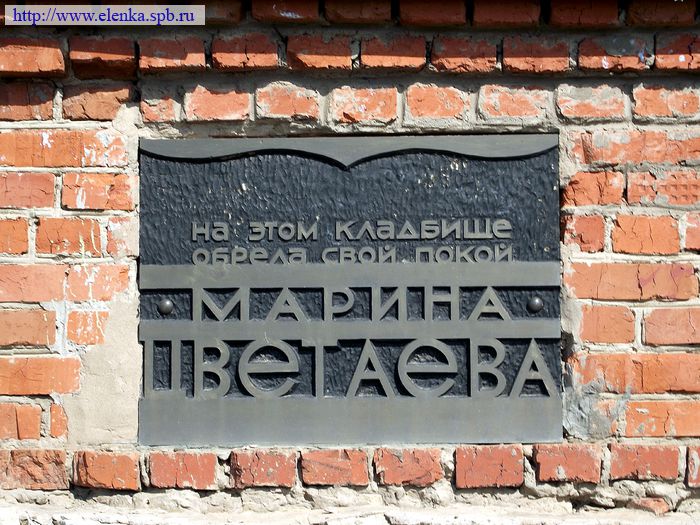 http://www.elenka.spb.ru
на этом кладбище
обрела свой покой
МАРИНА
ЦВеТАеВА